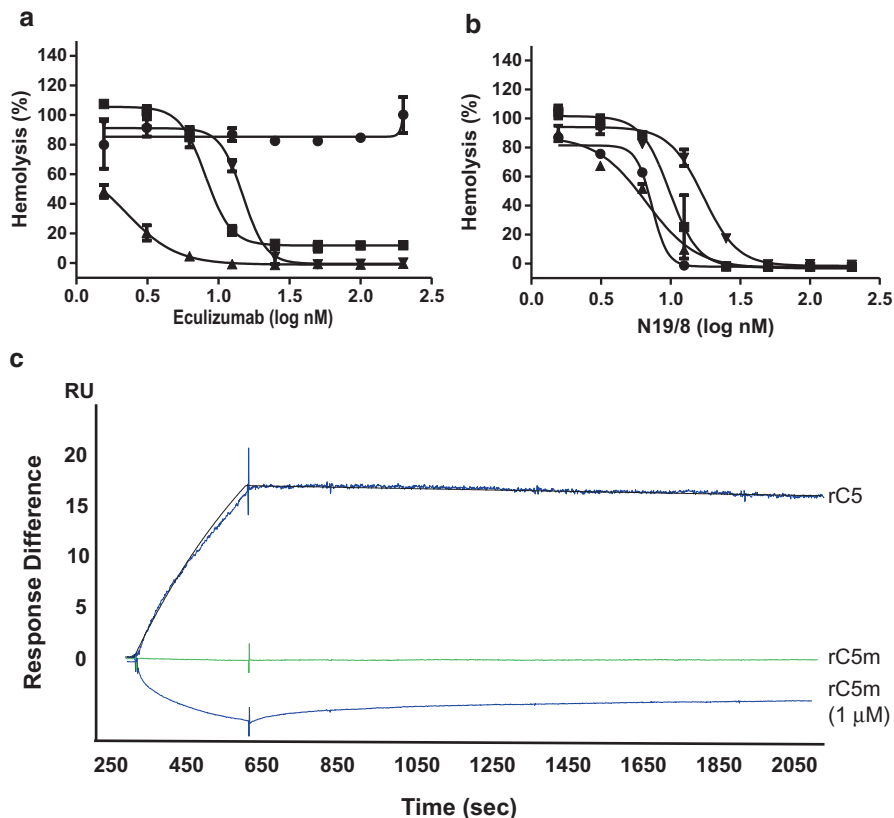 a
Hemolysis (%)
140
120
100
80
60
40
20
0
0.0 0.5 1.0 1.5 2.0 2.5
Eculizumab (log nM)
b
Hemolysis (%)
140
120
100
80
60
40
20
0
0.0 0.5 1.0 1.5 2.0 2.5
N19/8 (log nM)
c
RU
Response Difference
20
15
10
5
0
rC5
rC5m
rC5m
(1 μM)
250 450 650 850 1050 1250 1450 1650 1850 2050
Time (sec)